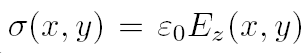 σ(x, y) = ε₀E_z(x, y)